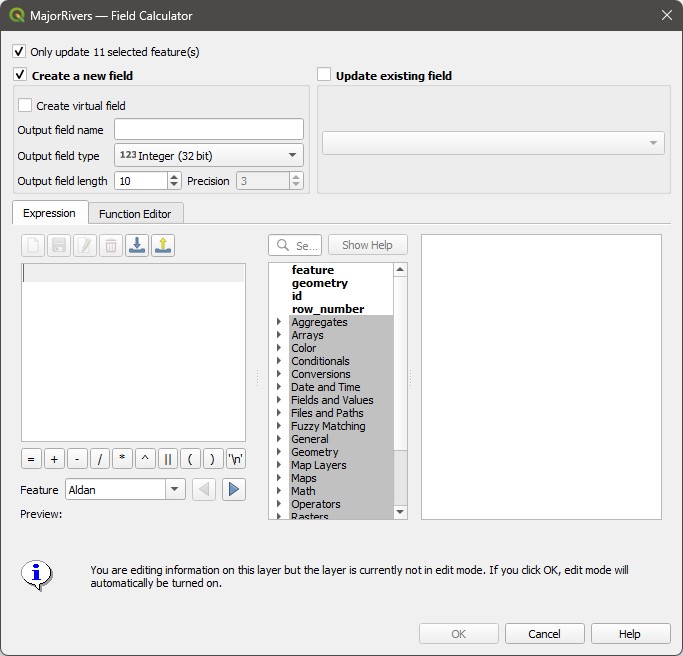 MajorRivers — Field Calculator
Only update 11 selected feature(s)
Create a new field
Update existing field
Create virtual field
Output field name
Output field type
123 Integer (32 bit)
Output field length
10
Precision
3
Expression
Function Editor
Se...
Show Help
feature
geometry
id
row_number
Aggregates
Arrays
Color
Conditionals
Conversions
Date and Time
Fields and Values
Files and Paths
Fuzzy Matching
General
Geometry
Map Layers
Maps
Math
Operators
Rasters
= + - / * ^ || ( ) '\n'
Feature
Aldan
Preview:
You are editing information on this layer but the layer is currently not in edit mode. If you click OK, edit mode will
automatically be turned on.
OK
Cancel
Help